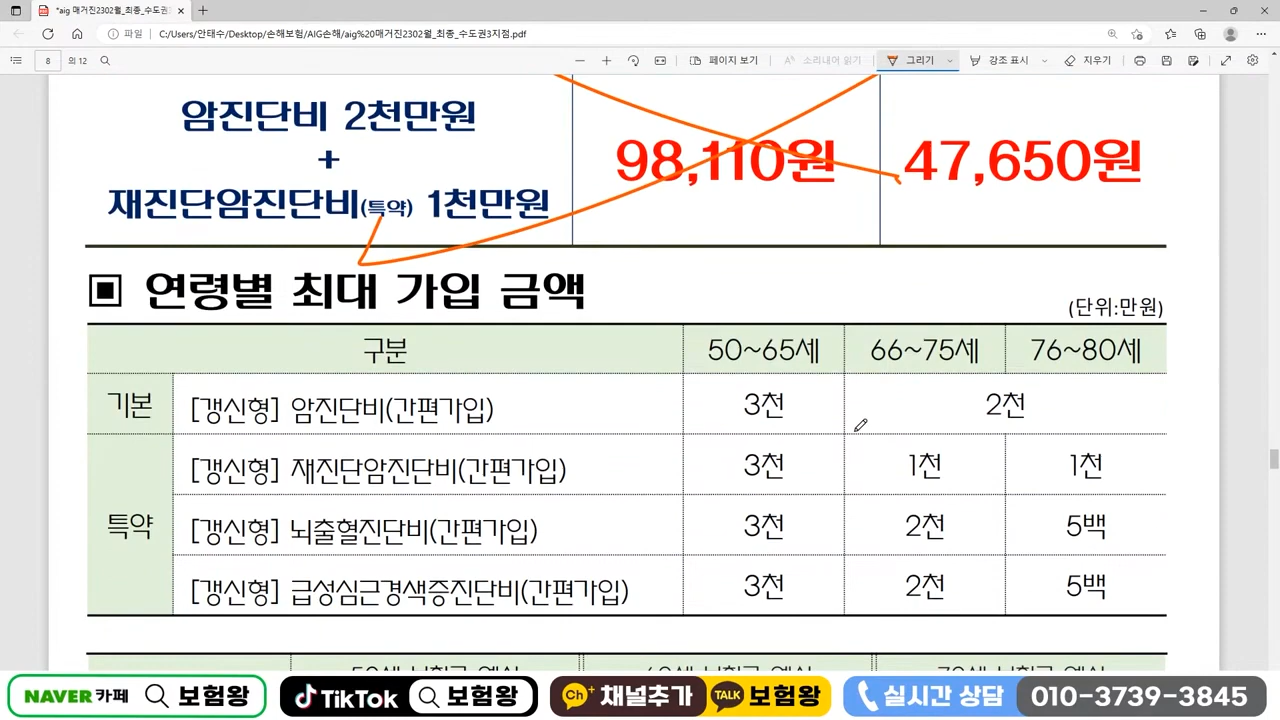 *aig 매거진2302월_최종_수도권3
파일 C:/Users/안태수/Desktop/손해보험/AIG손해/aig%20매거진2302월_최종_수도권3지점.pdf
8 의 12 페이지 보기 소리내어 읽기 그리기 강조 표시 지우기
암진단비 2천만원
+
재진단암진단비(특약) 1천만원
98,110원 47,650원
▣ 연령별 최대 가입 금액
(단위:만원)
구분 50~65세 66~75세 76~80세
기본 [갱신형] 암진단비(간편가입) 3천 2천
특약
[갱신형] 재진단암진단비(간편가입) 3천 1천 1천
[갱신형] 뇌출혈진단비(간편가입) 3천 2천 5백
[갱신형] 급성심근경색증진단비(간편가입) 3천 2천 5백
NAVER 카페 보험왕 TikTok 보험왕 Ch+ 채널추가 TALK 보험왕 실시간 상담 010-3739-3845